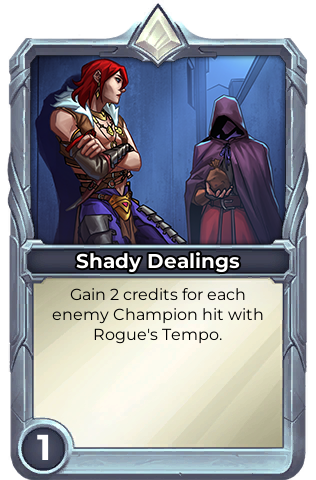 Shady Dealings
Gain 2 credits for each
enemy Champion hit with
Rogue's Tempo.
1